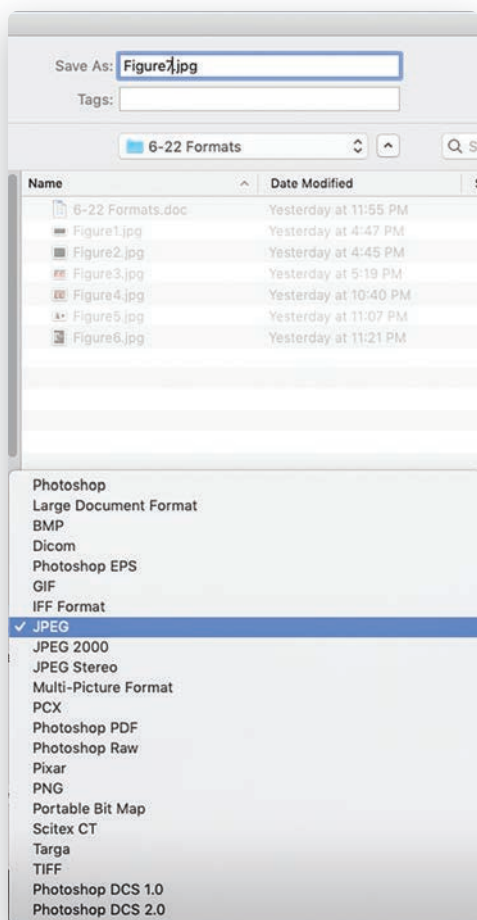 Save As: Figure7.jpg
Tags:
6-22 Formats
Name Date Modified
6-22 Formats.doc Yesterday at 11:55 PM
Figure1.jpg Yesterday at 4:47 PM
Figure2.jpg Yesterday at 4:45 PM
Figure3.jpg Yesterday at 5:19 PM
Figure4.jpg Yesterday at 10:40 PM
Figure5.jpg Yesterday at 11:07 PM
Figure6.jpg Yesterday at 11:21 PM
Photoshop
Large Document Format
BMP
Dicom
Photoshop EPS
GIF
IFF Format
JPEG
JPEG 2000
JPEG Stereo
Multi-Picture Format
PCX
Photoshop PDF
Photoshop Raw
Pixar
PNG
Portable Bit Map
Scitex CT
Targa
TIFF
Photoshop DCS 1.0
Photoshop DCS 2.0